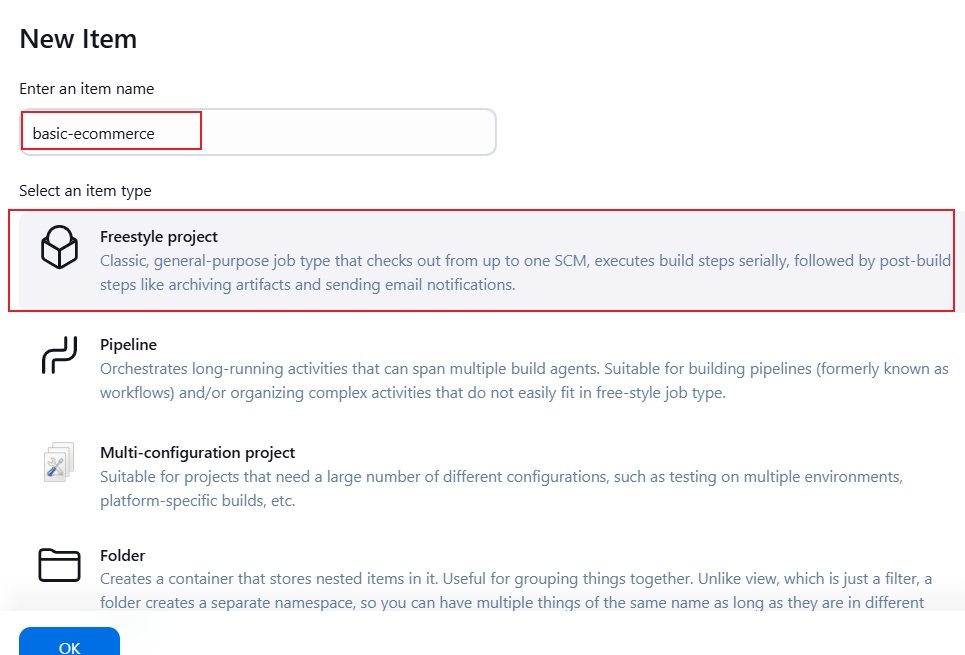 New Item
Enter an item name
basic-ecommerce
Select an item type
Freestyle project
Classic, general-purpose job type that checks out from up to one SCM, executes build steps serially, followed by post-build
steps like archiving artifacts and sending email notifications.
Pipeline
Orchestrates long-running activities that can span multiple build agents. Suitable for building pipelines (formerly known as
workflows) and/or organizing complex activities that do not easily fit in free-style job type.
Multi-configuration project
Suitable for projects that need a large number of different configurations, such as testing on multiple environments,
platform-specific builds, etc.
Folder
Creates a container that stores nested items in it. Useful for grouping things together. Unlike view, which is just a filter, a
folder creates a separate namespace, so you can have multiple things of the same name as long as they are in different
OK